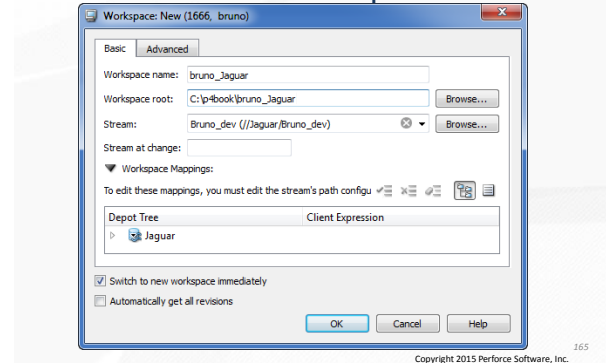 Workspace: New (1666, bruno)
Basic Advanced
Workspace name: bruno_Jaguar
Workspace root: C:\p4book\bruno_Jaguar Browse...
Stream: Bruno_dev (//Jaguar/Bruno_dev) Browse...
Stream at change:
Workspace Mappings:
To edit these mappings, you must edit the stream's path configu
Depot Tree Client Expression
Jaguar
Switch to new workspace immediately
Automatically get all revisions
OK Cancel Help
165
Copyright 2015 Perforce Software, Inc.